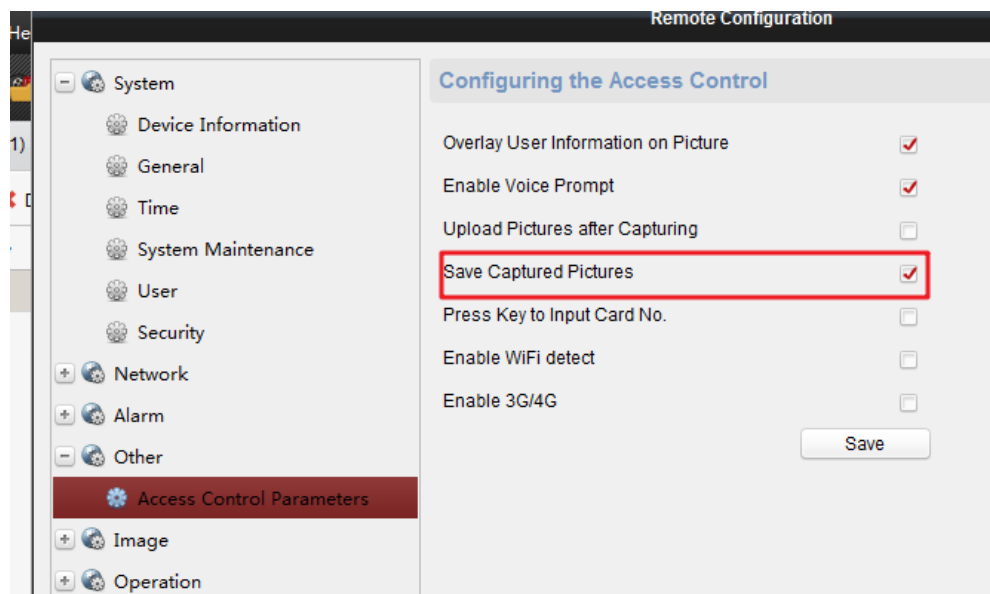 Remote Configuration
He
1)
System
Device Information
General
Time
System Maintenance
User
Security
Network
Alarm
Other
Access Control Parameters
Image
Operation
Configuring the Access Control
Overlay User Information on Picture
Enable Voice Prompt
Upload Pictures after Capturing
Save Captured Pictures
Press Key to Input Card No.
Enable WiFi detect
Enable 3G/4G
Save